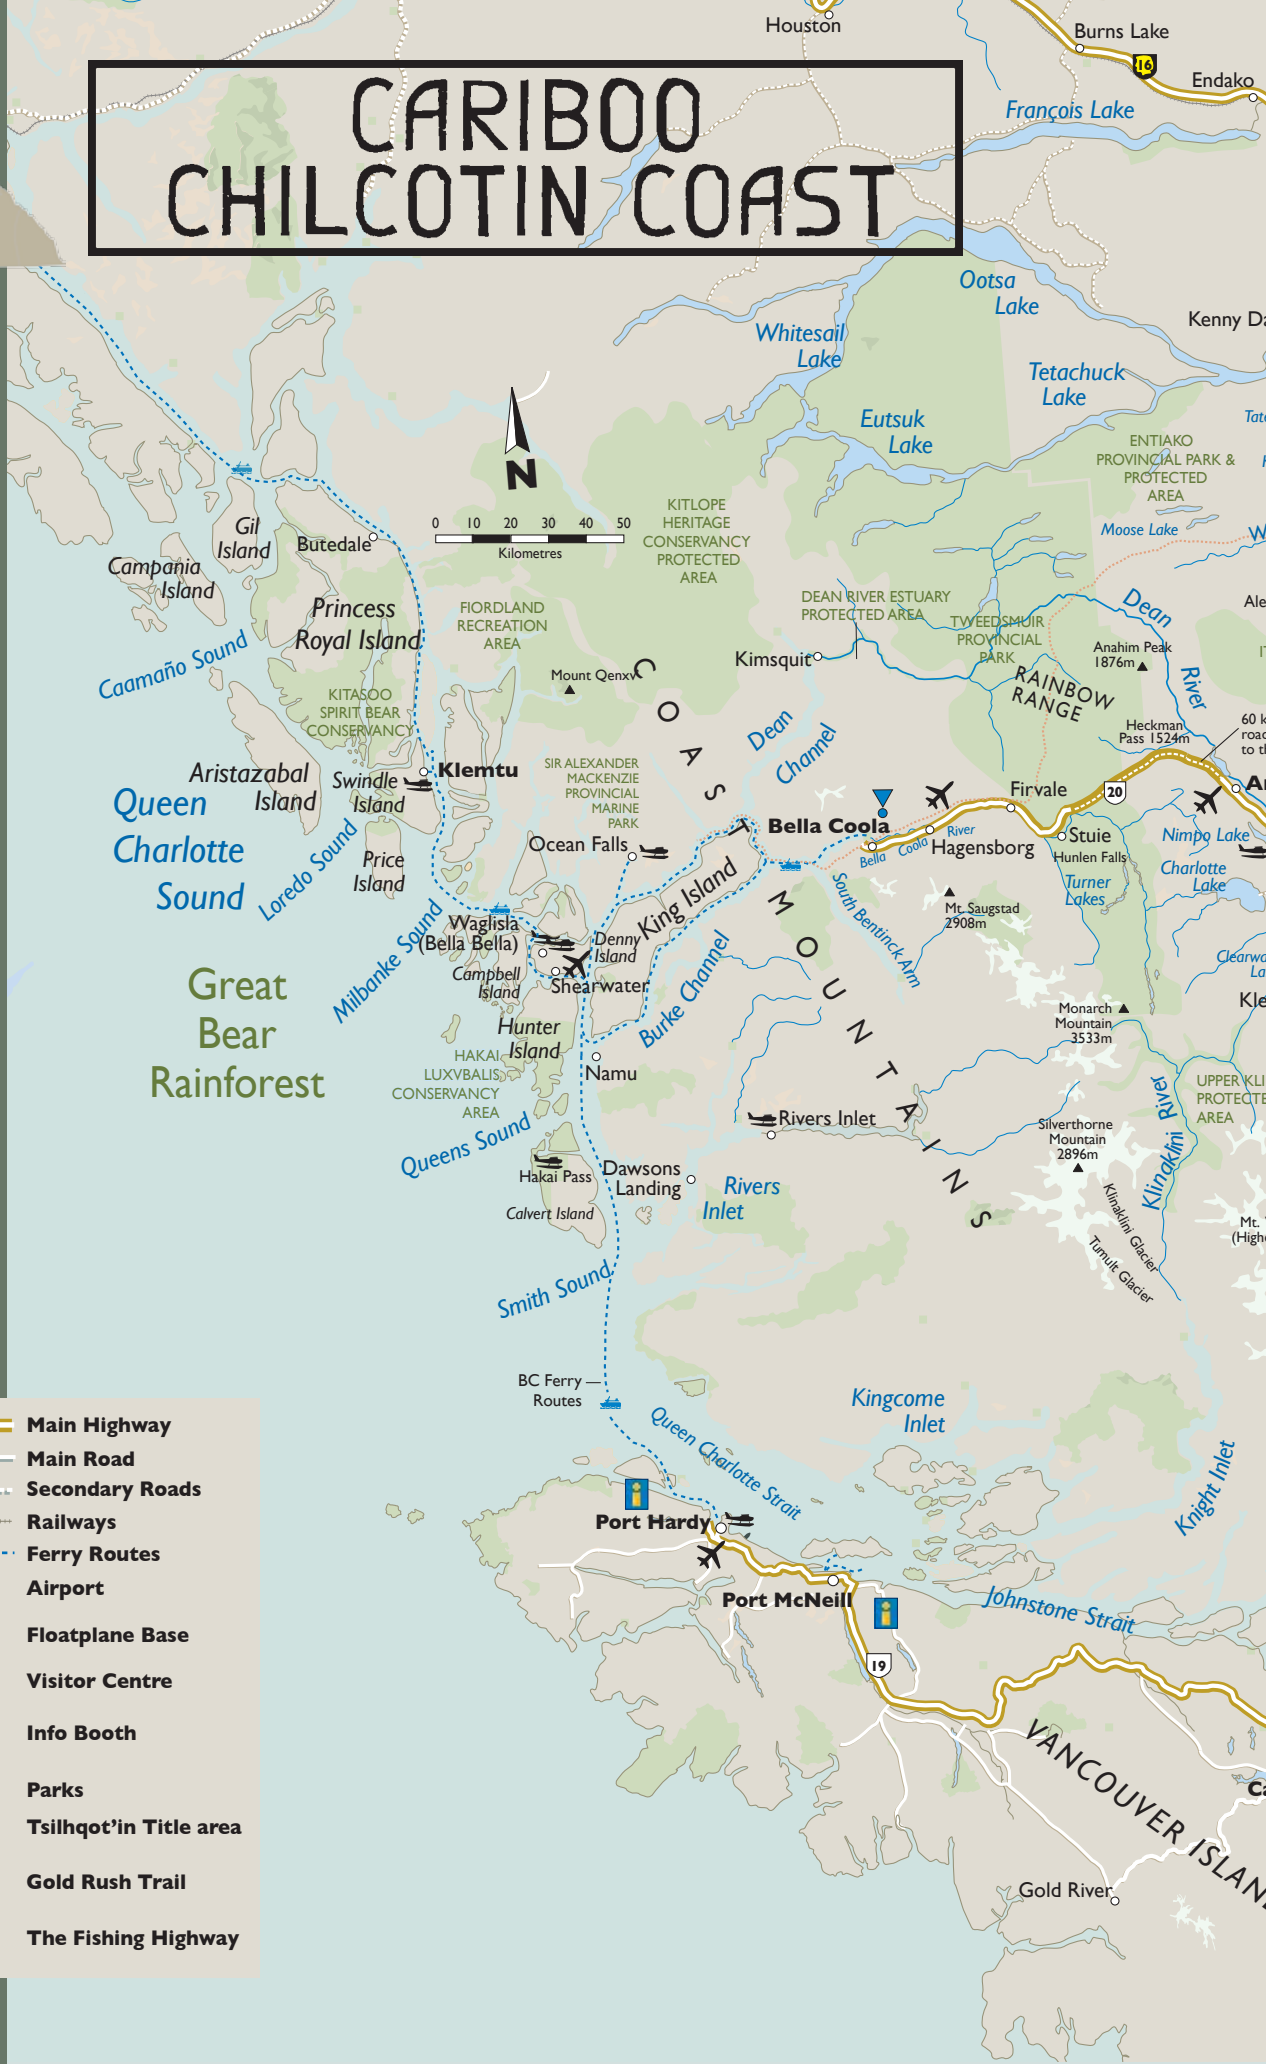 Houston
Burns Lake
16
Endako
François Lake
CARIBOO
CHILCOTIN COAST
Ootsa
Lake
Kenny Da
Whitesail
Lake
Tetachuck
Lake
Eutsuk
Lake
ENTIAKO
PROVINCIAL PARK &
PROTECTED
AREA
N
0 10 20 30 40 50
Kilometres
KITLOPE
HERITAGE
CONSERVANCY
PROTECTED
AREA
Moose Lake
Gil
Island
Butedale
Campania
Island
Princess
Royal Island
FIORDLAND
RECREATION
AREA
DEAN RIVER ESTUARY
PROTECTED AREA
TWEEDSMUIR
PROVINCIAL
PARK
Dean
River
Caamaño Sound
Kimsquit
Anahim Peak
1876m
Mount Qenxv
RAINBOW
RANGE
KITASOO
SPIRIT BEAR
CONSERVANCY
Heckman
Pass 1524m
60 k
road
to th
COAST MOUNTAINS
Dean
Channel
Aristazabal
Island
Swindle
Island
Klemtu
SIR ALEXANDER
MACKENZIE
PROVINCIAL
MARINE
PARK
Firvale
20
Queen
Charlotte
Sound
Loredo Sound
Price
Island
Ocean Falls
Bella Coola
Bella Coola River
Hagensborg
Stuie
Hunlen Falls
Nimpo Lake
Charlotte
Lake
Turner
Lakes
King Island
South Bentinck Arm
Mt. Saugstad
2908m
Waglisla
(Bella Bella)
Denny
Island
Milbanke Sound
Campbell
Island
Shearwater
Burke Channel
Clearwa
La
Kle
Great
Bear
Rainforest
Hunter
Island
Monarch
Mountain
3533m
HAKAI
LUXVBALIS
CONSERVANCY
AREA
Namu
UPPER KLI
PROTECTE
AREA
Queens Sound
Rivers Inlet
Silverthorne
Mountain
2896m
Klinaklini River
Hakai Pass
Dawsons
Landing
Rivers
Inlet
Calvert Island
Klinaklini Glacier
Tumult Glacier
Mt.
(Highe
Smith Sound
BC Ferry
Routes
Kingcome
Inlet
Queen Charlotte Strait
Knight Inlet
Port Hardy
Port McNeill
Johnstone Strait
19
VANCOUVER ISLAN
Gold River
Main Highway
Main Road
Secondary Roads
Railways
Ferry Routes
Airport
Floatplane Base
Visitor Centre
Info Booth
Parks
Tsilhqot'in Title area
Gold Rush Trail
The Fishing Highway